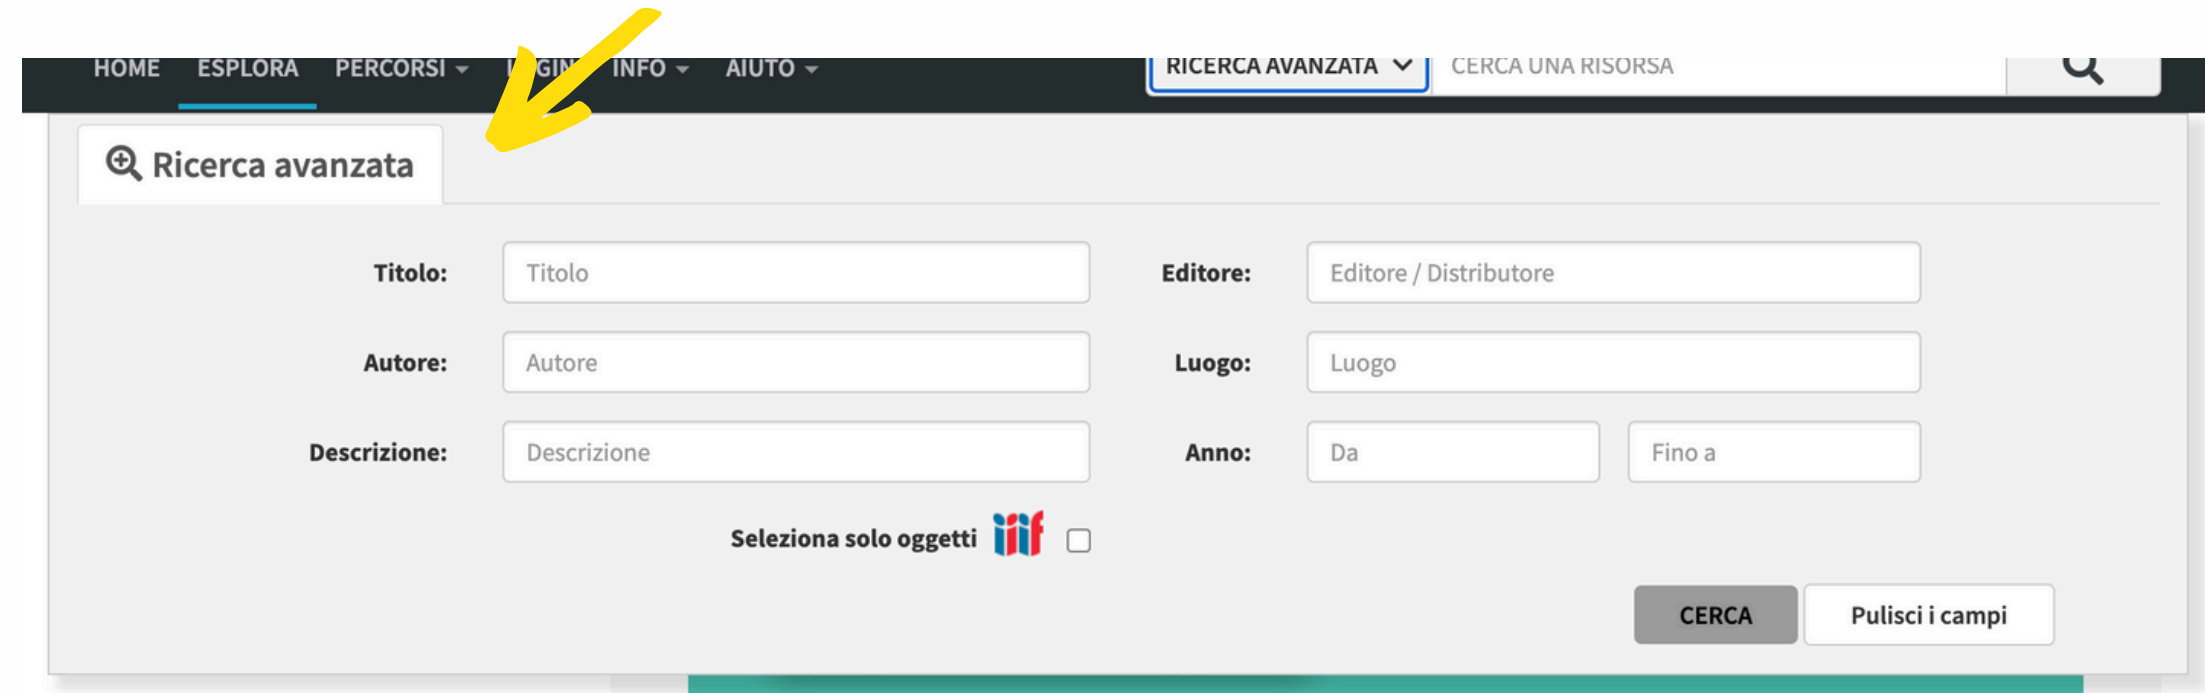 HOME ESPLORA PERCORSI INFO AIUTO RICERCA AVANZATA CERCA UNA RISORSA
Ricerca avanzata
Titolo: Titolo Editore: Editore / Distributore
Autore: Autore Luogo: Luogo
Descrizione: Descrizione Anno: Da Fino a
Seleziona solo oggetti iiif
CERCA Pulisci i campi